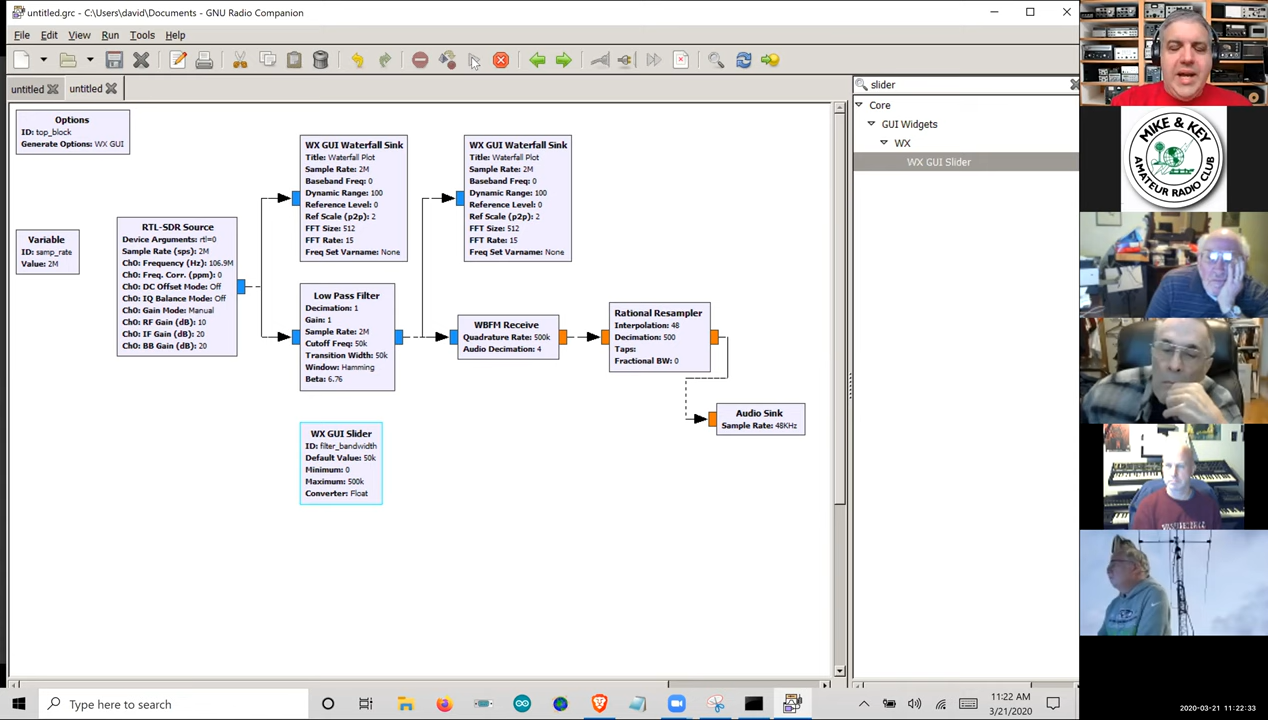 untitled.grc - C:\Users\david\Documents - GNU Radio Companion
File Edit View Run Tools Help
untitled
untitled
slider
Core
GUI Widgets
WX
WX GUI Slider
Options
ID: top_block
Generate Options: WX GUI
Variable
ID: samp_rate
Value: 2M
RTL-SDR Source
Device Arguments: rtl=0
Sample Rate (sps): 2M
Ch0: Frequency (Hz): 106.9M
Ch0: Freq. Corr. (ppm): 0
Ch0: DC Offset Mode: Off
Ch0: IQ Balance Mode: Off
Ch0: Gain Mode: Manual
Ch0: RF Gain (dB): 10
Ch0: IF Gain (dB): 20
Ch0: BB Gain (dB): 20
WX GUI Waterfall Sink
Title: Waterfall Plot
Sample Rate: 2M
Baseband Freq: 0
Dynamic Range: 100
Reference Level: 0
Ref Scale (p2p): 2
FFT Size: 512
FFT Rate: 15
Freq Set Varname: None
WX GUI Waterfall Sink
Title: Waterfall Plot
Sample Rate: 2M
Baseband Freq: 0
Dynamic Range: 100
Reference Level: 0
Ref Scale (p2p): 2
FFT Size: 512
FFT Rate: 15
Freq Set Varname: None
Low Pass Filter
Decimation: 1
Gain: 1
Sample Rate: 2M
Cutoff Freq: 50k
Transition Width: 50k
Window: Hamming
Beta: 6.76
WBFM Receive
Quadrature Rate: 500k
Audio Decimation: 4
Rational Resampler
Interpolation: 48
Decimation: 500
Taps:
Fractional BW: 0
Audio Sink
Sample Rate: 48KHz
WX GUI Slider
ID: filter_bandwidth
Default Value: 50k
Minimum: 0
Maximum: 500k
Converter: Float
MIKE & KEY
AMATEUR RADIO CLUB
Type here to search
11:22 AM
3/21/2020
2020-03-21 11:22:33